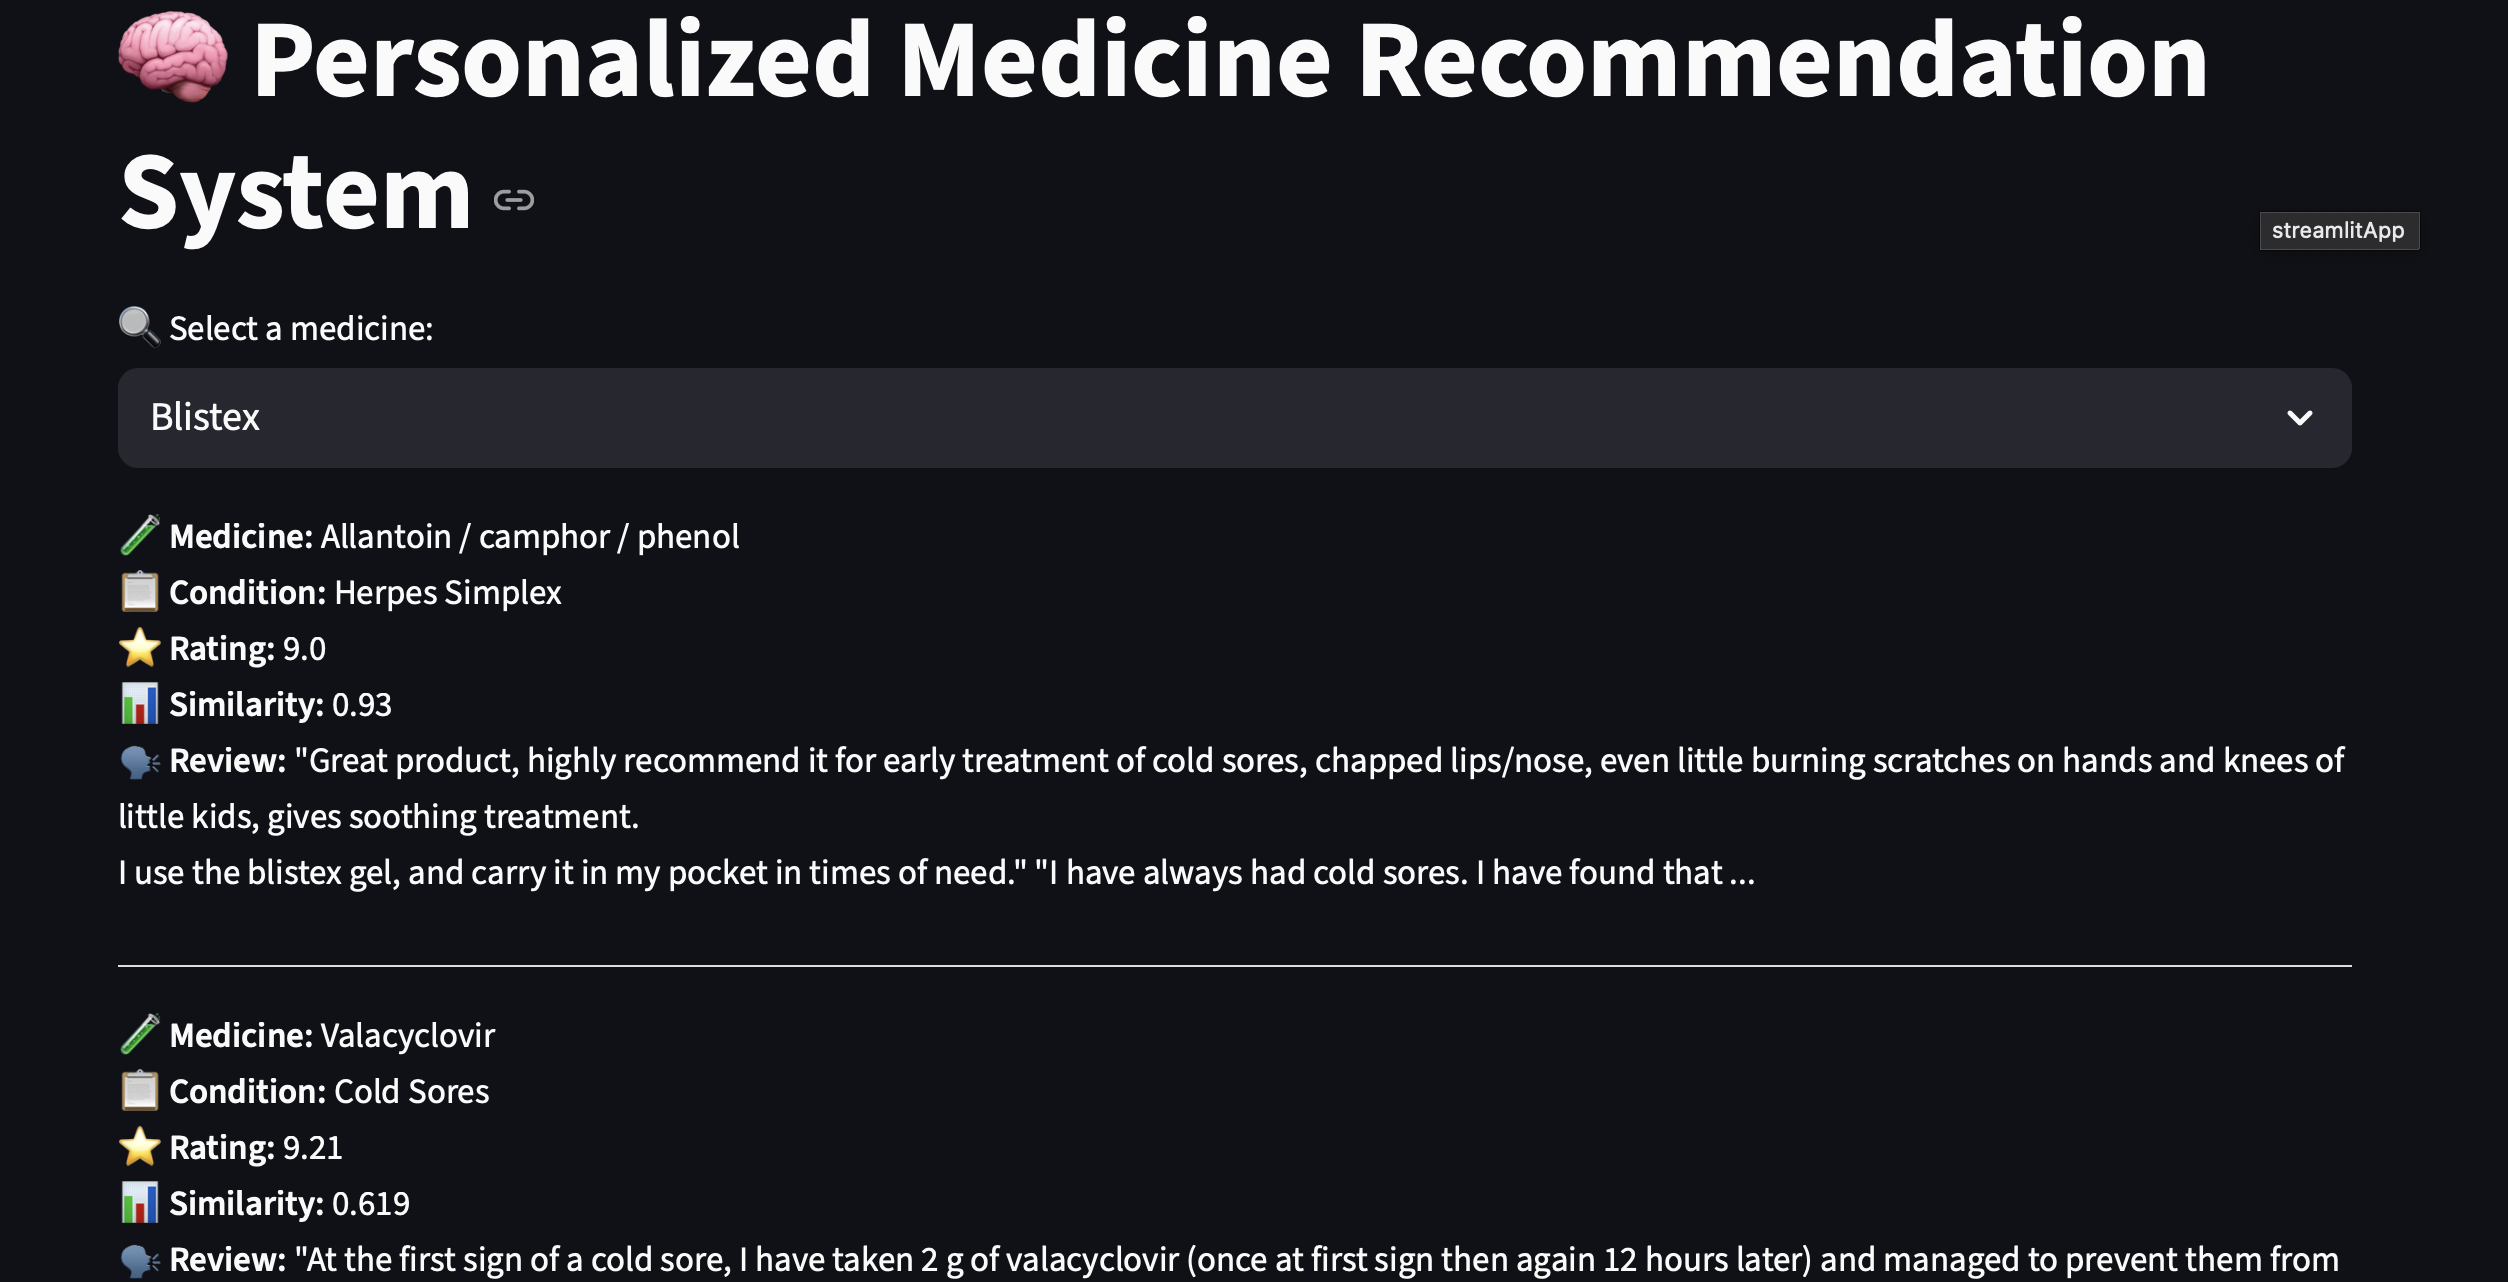 Personalized Medicine Recommendation
System
streamlitApp
Select a medicine:
Blistex
Medicine: Allantoin / camphor / phenol
Condition: Herpes Simplex
Rating: 9.0
Similarity: 0.93
Review: "Great product, highly recommend it for early treatment of cold sores, chapped lips/nose, even little burning scratches on hands and knees of
little kids, gives soothing treatment.
I use the blistex gel, and carry it in my pocket in times of need." "I have always had cold sores. I have found that ...
Medicine: Valacyclovir
Condition: Cold Sores
Rating: 9.21
Similarity: 0.619
Review: "At the first sign of a cold sore, I have taken 2 g of valacyclovir (once at first sign then again 12 hours later) and managed to prevent them from